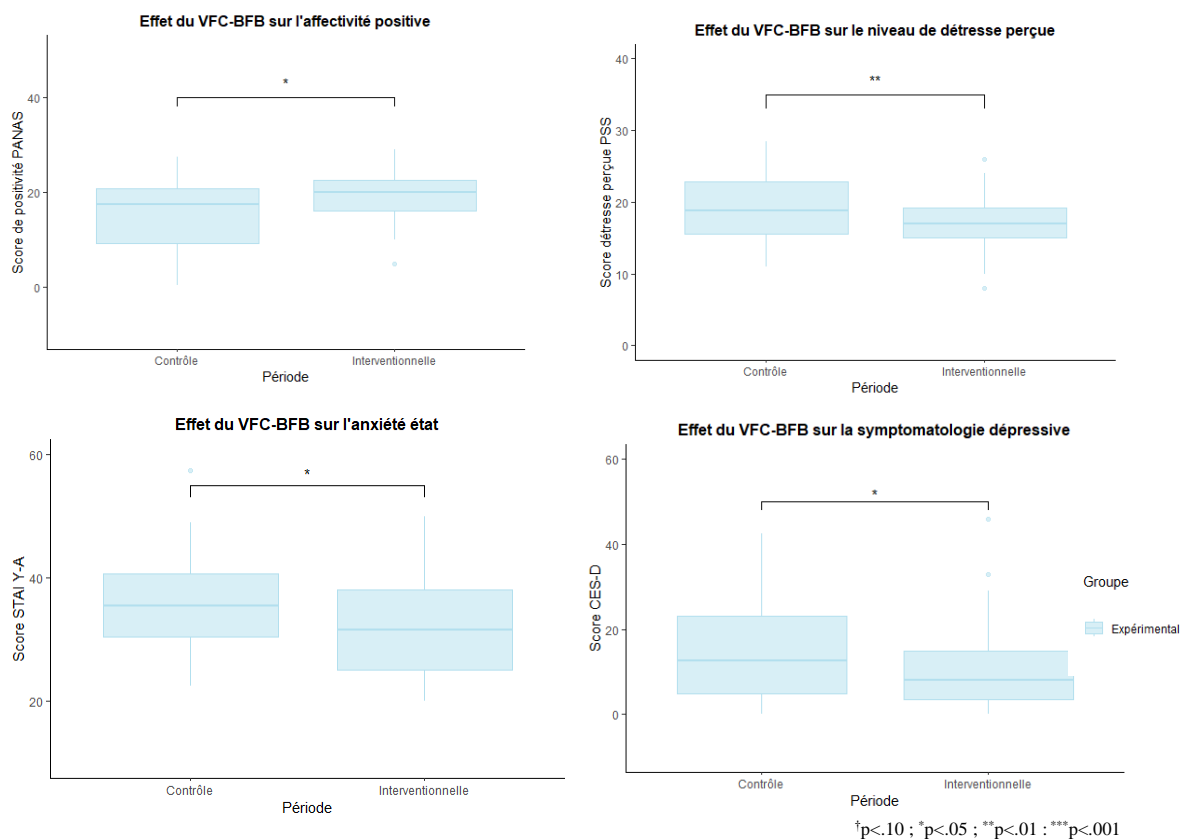 Effet du VFC-BFB sur l'affectivité positive
*
Score de positivité PANAS
40
20
0
Contrôle
Interventionnelle
Période
Effet du VFC-BFB sur le niveau de détresse perçue
**
Score détresse perçue PSS
40
30
20
10
0
Contrôle
Interventionnelle
Période
Effet du VFC-BFB sur l'anxiété état
*
Score STAI Y-A
60
40
20
Contrôle
Interventionnelle
Période
Effet du VFC-BFB sur la symptomatologie dépressive
*
Score CES-D
60
40
20
0
Contrôle
Interventionnelle
Période
Groupe
Expérimental
†p<.10 ; *p<.05 ; **p<.01 : ***p<.001